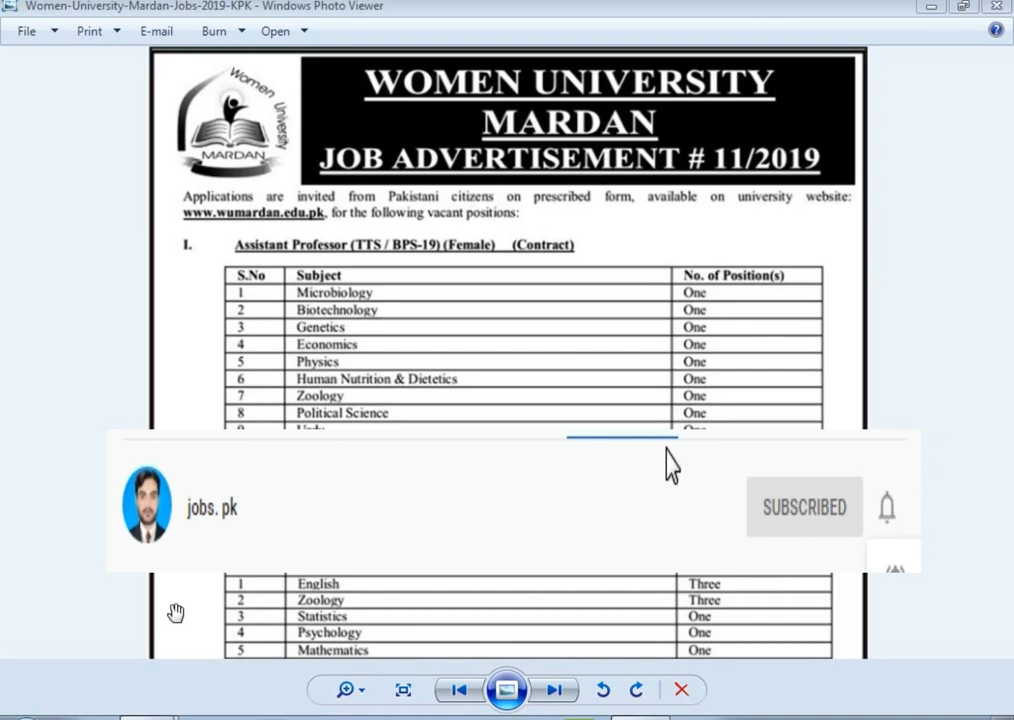 Women-University-Mardan-Jobs-2019-KPK - Windows Photo Viewer
File Print E-mail Burn Open
Women University
MARDAN
WOMEN UNIVERSITY
MARDAN
JOB ADVERTISEMENT # 11/2019
Applications are invited from Pakistani citizens on prescribed form, available on university website:
www.wumardan.edu.pk, for the following vacant positions:
I. Assistant Professor (TTS / BPS-19) (Female) (Contract)
S.No Subject No. of Position(s)
1 Microbiology One
2 Biotechnology One
3 Genetics One
4 Economics One
5 Physics One
6 Human Nutrition & Dietetics One
7 Zoology One
8 Political Science One
jobs.pk
SUBSCRIBED
1 English Three
2 Zoology Three
3 Statistics One
4 Psychology One
5 Mathematics One